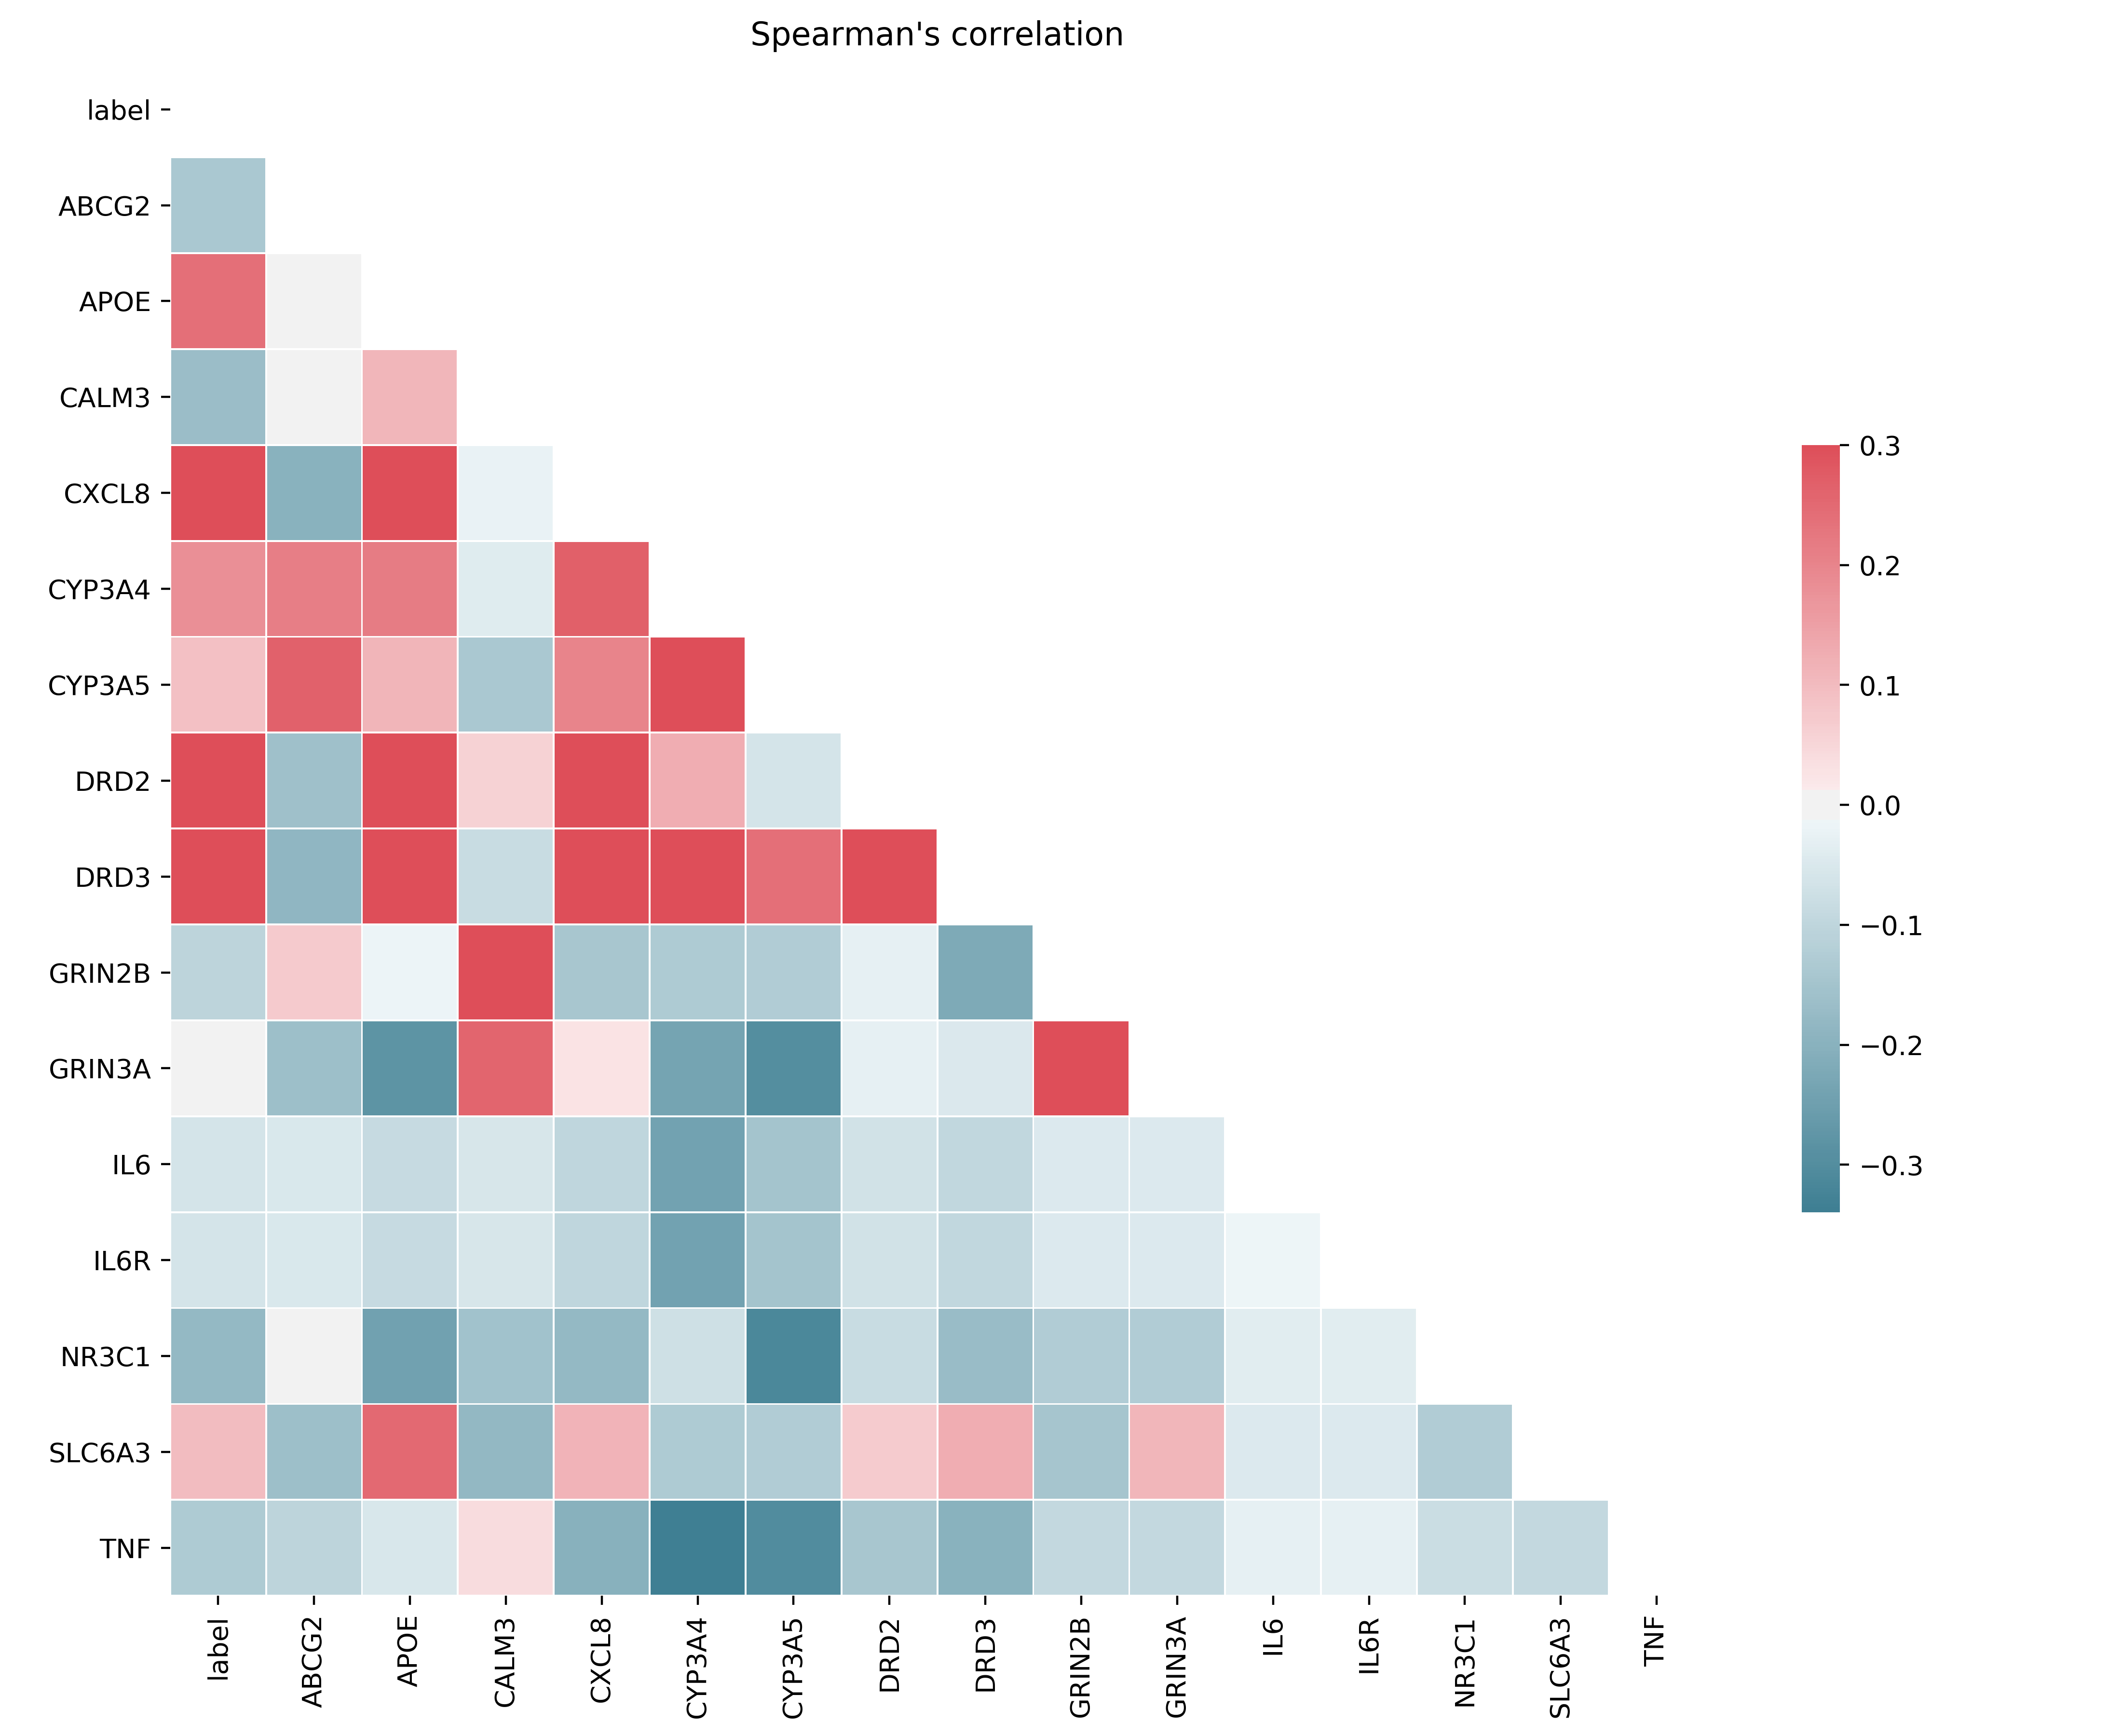 Spearman's correlation
label
ABCG2
APOE
CALM3
CXCL8
CYP3A4
CYP3A5
DRD2
DRD3
GRIN2B
GRIN3A
IL6
IL6R
NR3C1
SLC6A3
TNF
label
ABCG2
APOE
CALM3
CXCL8
CYP3A4
CYP3A5
DRD2
DRD3
GRIN2B
GRIN3A
IL6
IL6R
NR3C1
SLC6A3
TNF
0.3
0.2
0.1
0.0
−0.1
−0.2
−0.3